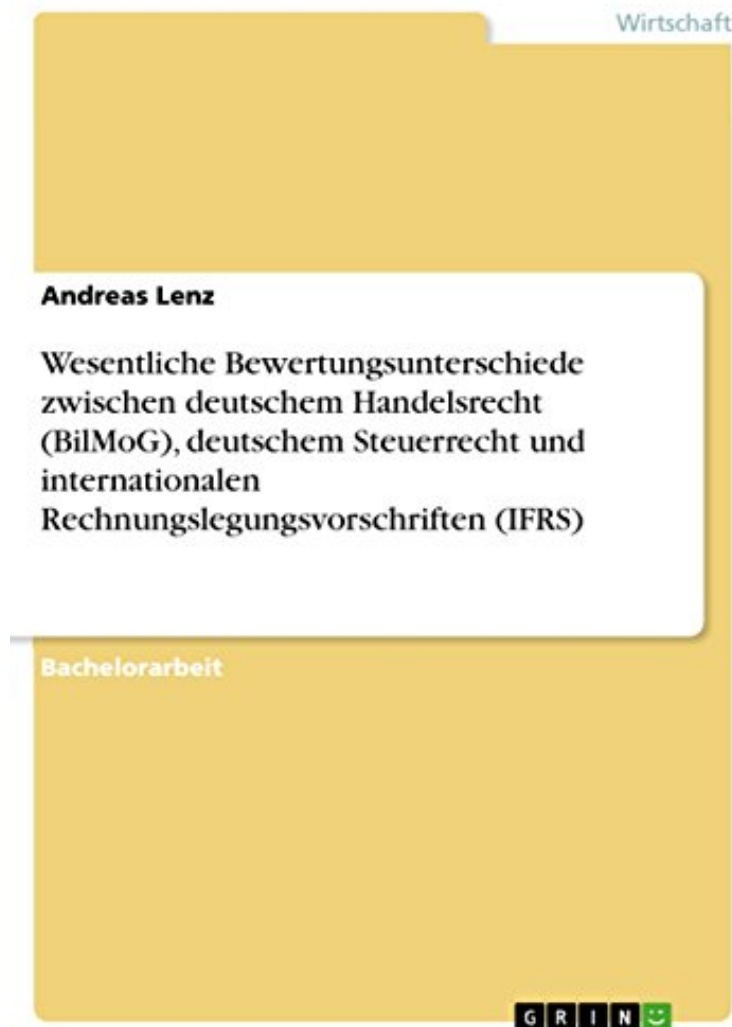 Wirtschaft
Andreas Lenz
Wesentliche Bewertungsunterschiede
zwischen deutschem Handelsrecht
(BilMoG), deutschem Steuerrecht und
internationalen
Rechnungslegungsvorschriften (IFRS)
Bachelorarbeit
GRIN